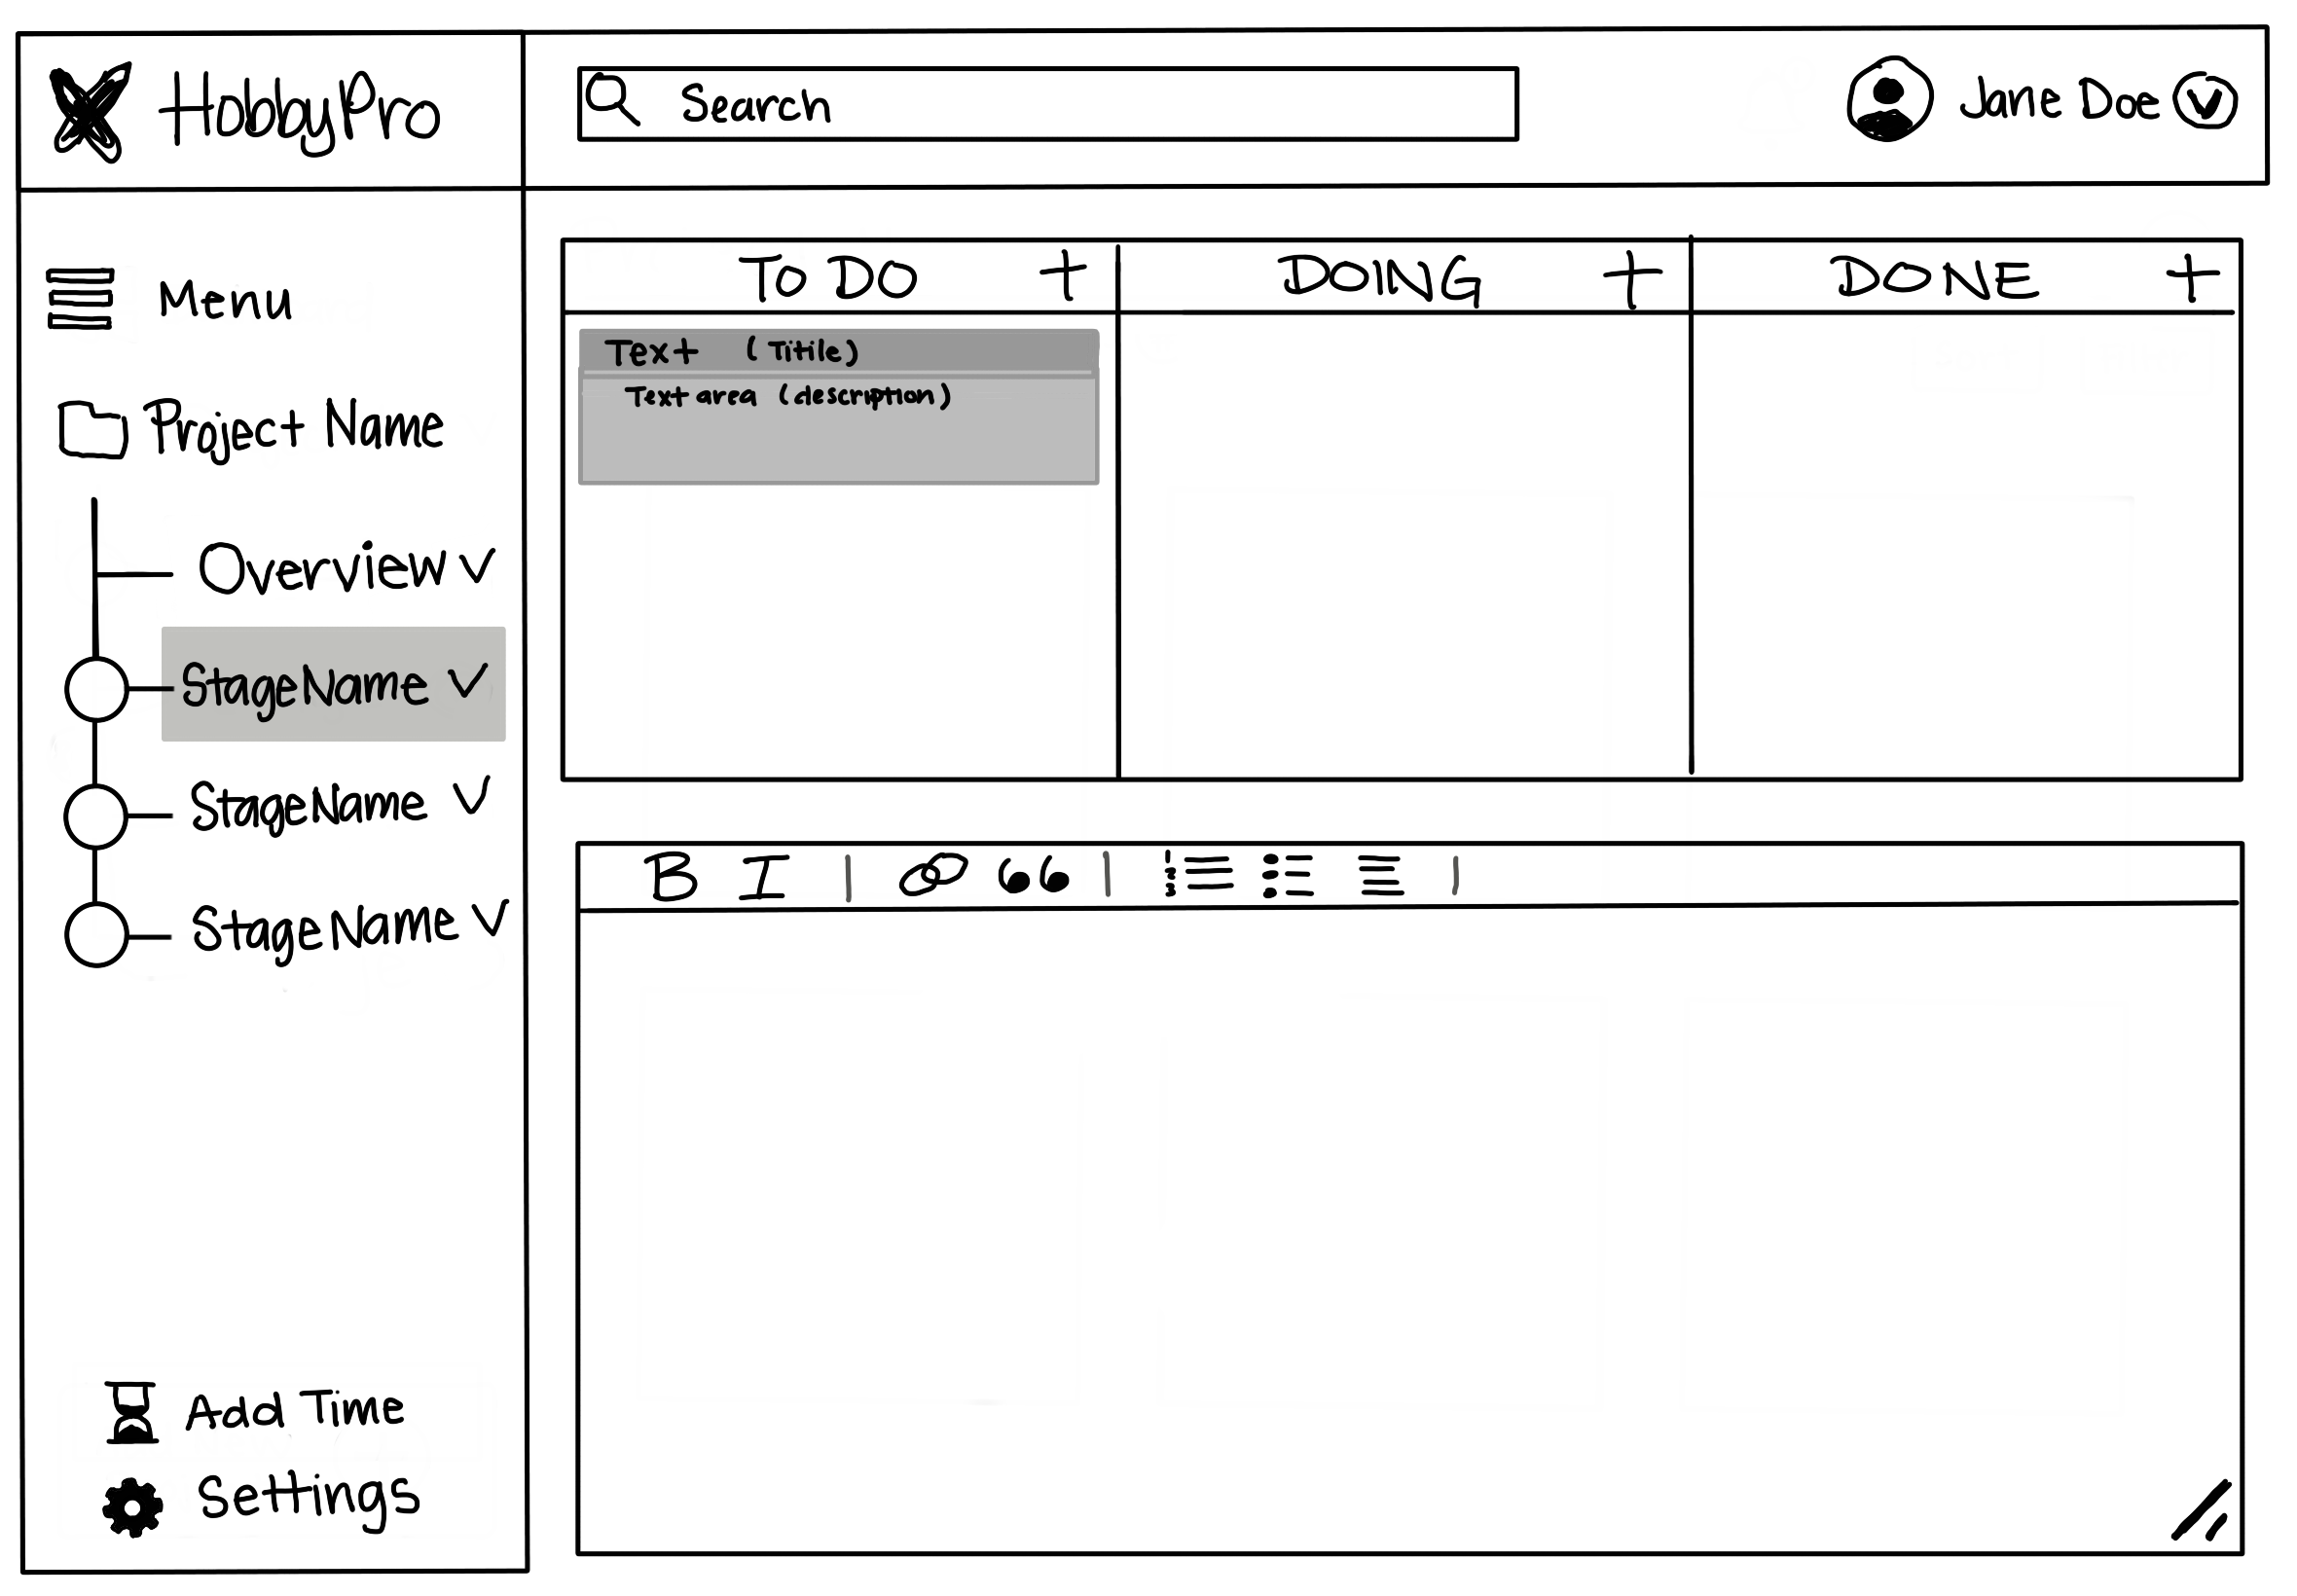 HobbyPro
Search
Jane Doe
Menu
Project Name
Overview
StageName
StageName
StageName
Add Time
Settings
TO DO +
DOING +
DONE +
Text (Titile)
Text area (description)
B I